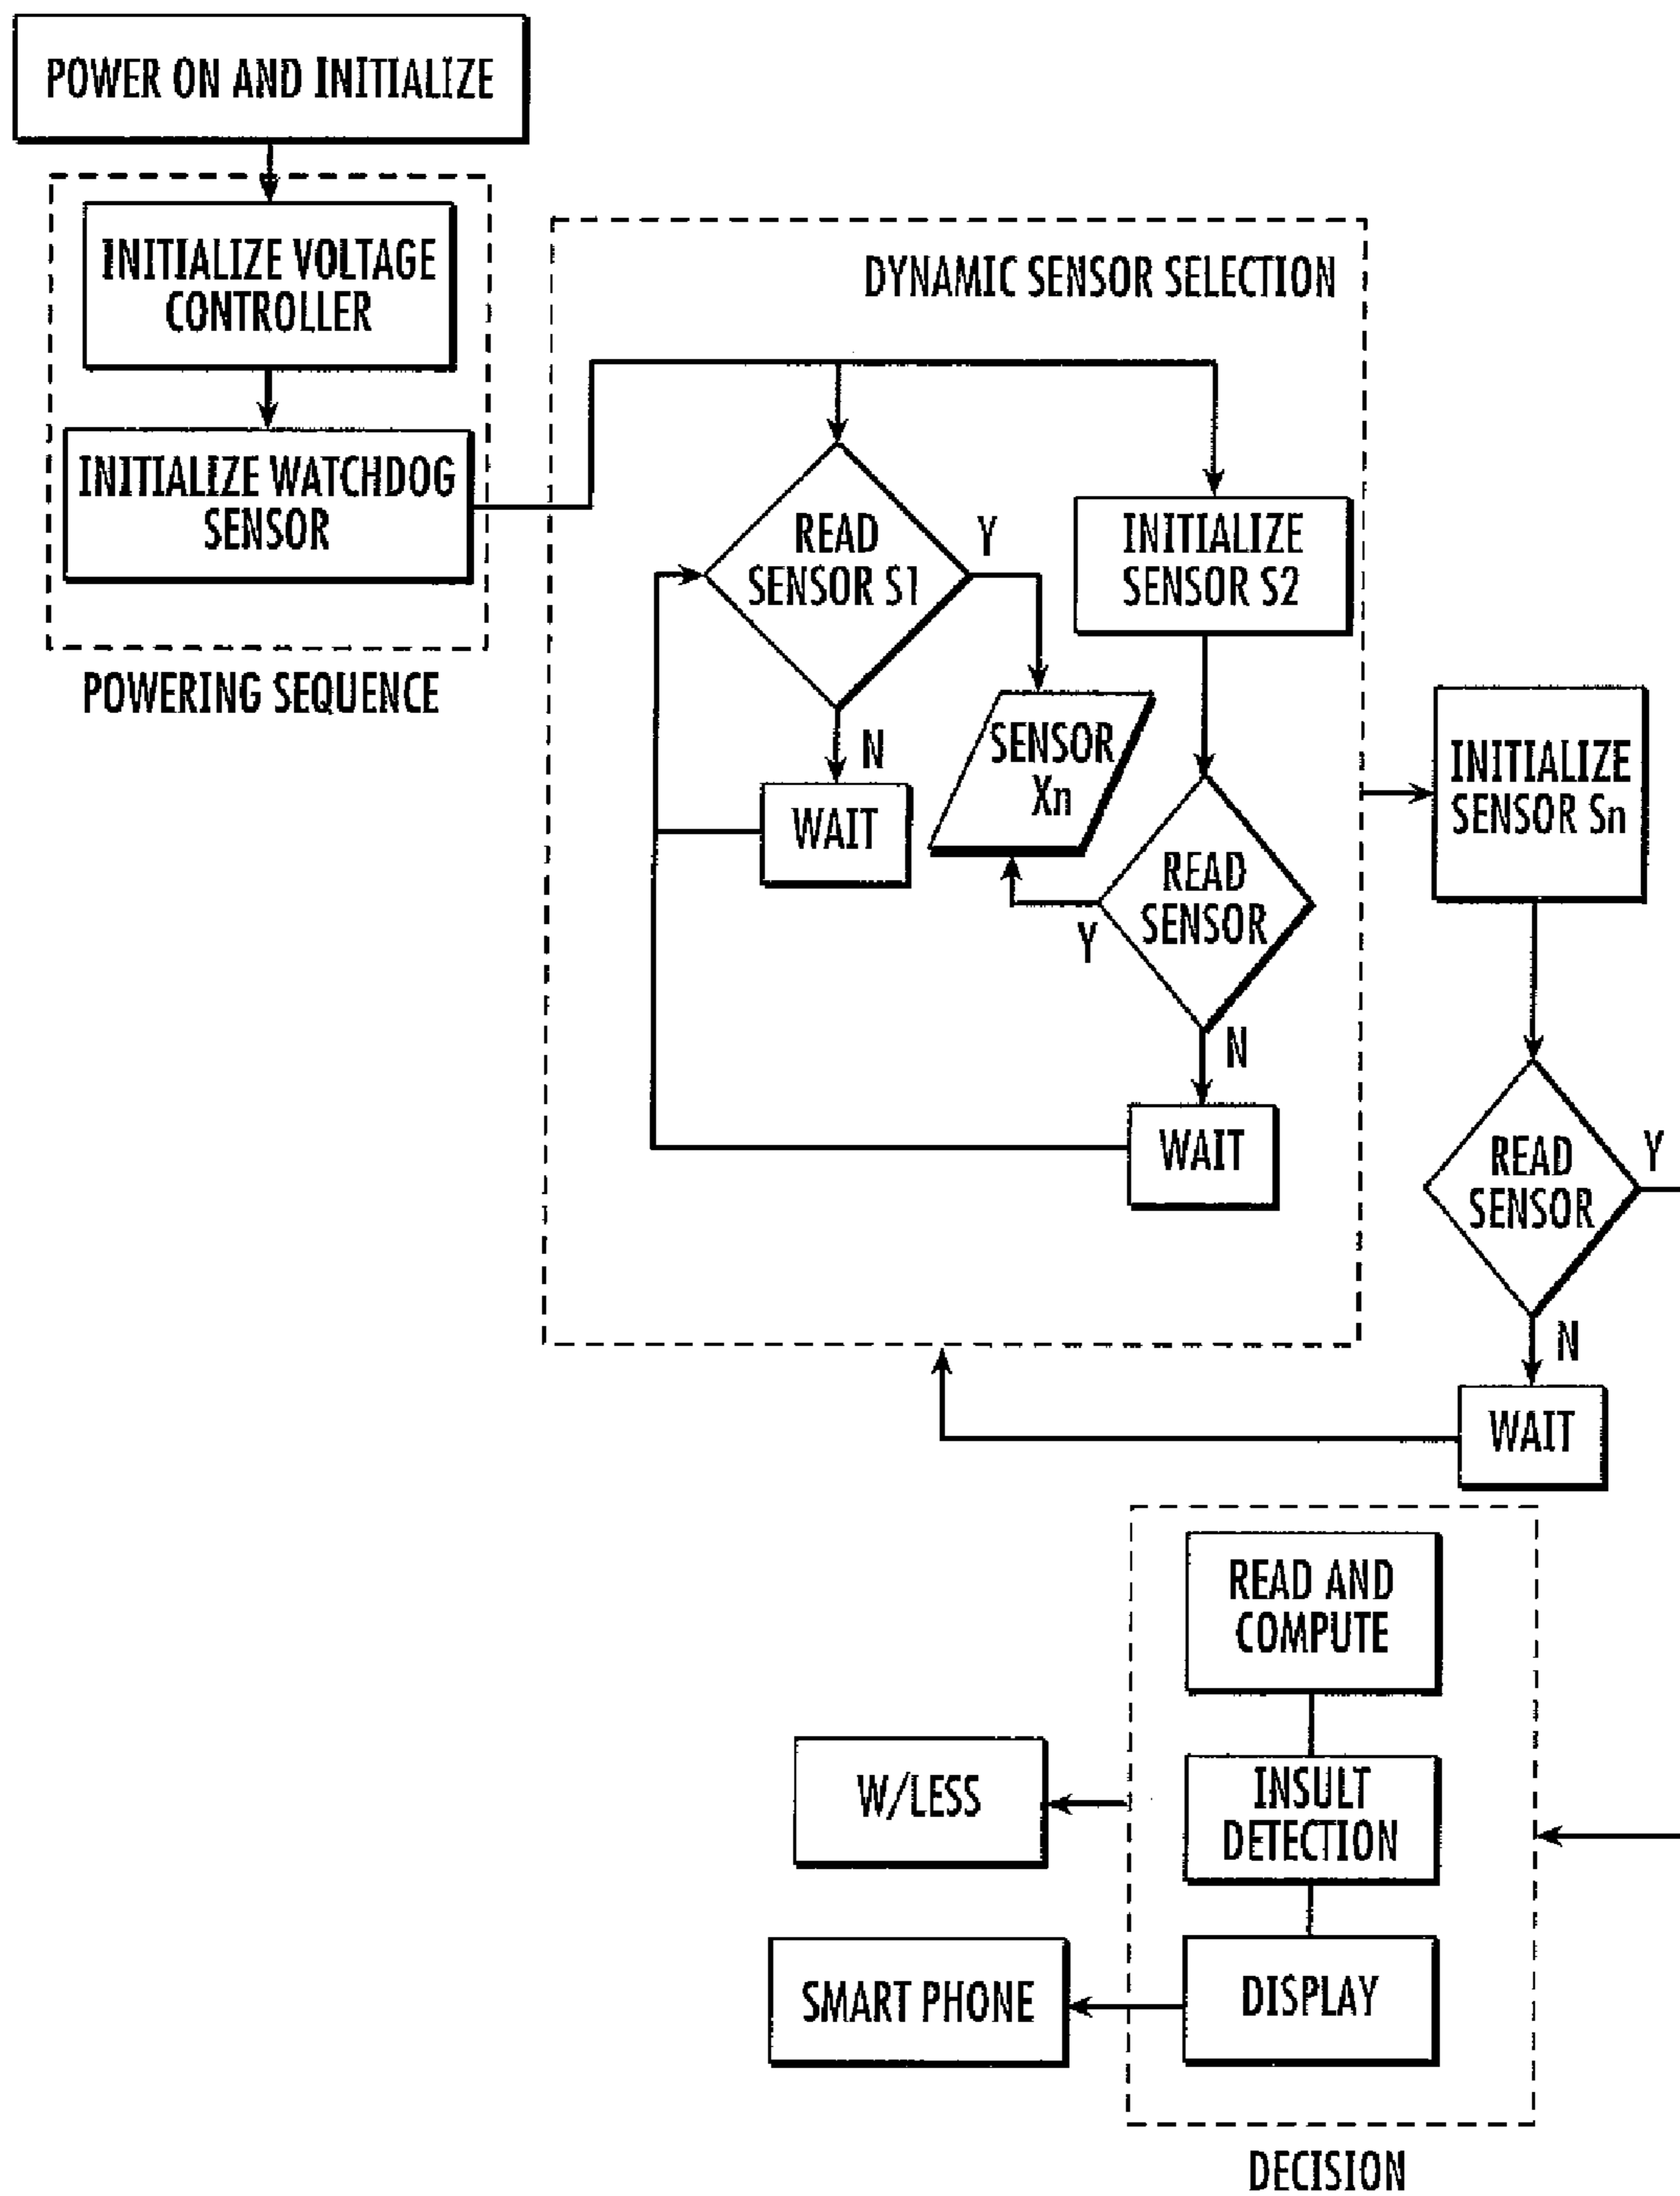 POWER ON AND INITIALIZE
INITIALIZE VOLTAGE
CONTROLLER
INITIALIZE WATCHDOG
SENSOR
POWERING SEQUENCE
DYNAMIC SENSOR SELECTION
READ
SENSOR S1
Y
N
WAIT
INITIALIZE
SENSOR S2
SENSOR
Xn
READ
SENSOR
Y
N
WAIT
INITIALIZE
SENSOR Sn
READ
SENSOR
Y
N
WAIT
READ AND
COMPUTE
INSULT
DETECTION
DISPLAY
W/LESS
SMART PHONE
DECISION